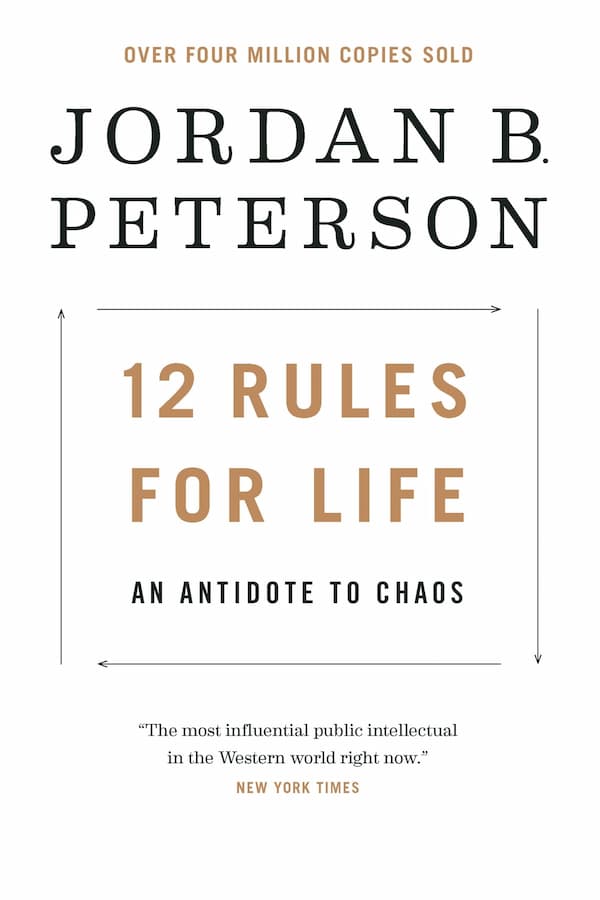 OVER FOUR MILLION COPIES SOLD
JORDAN B.
PETERSON
12 RULES
FOR LIFE
AN ANTIDOTE TO CHAOS
“The most influential public intellectual
in the Western world right now.”
NEW YORK TIMES